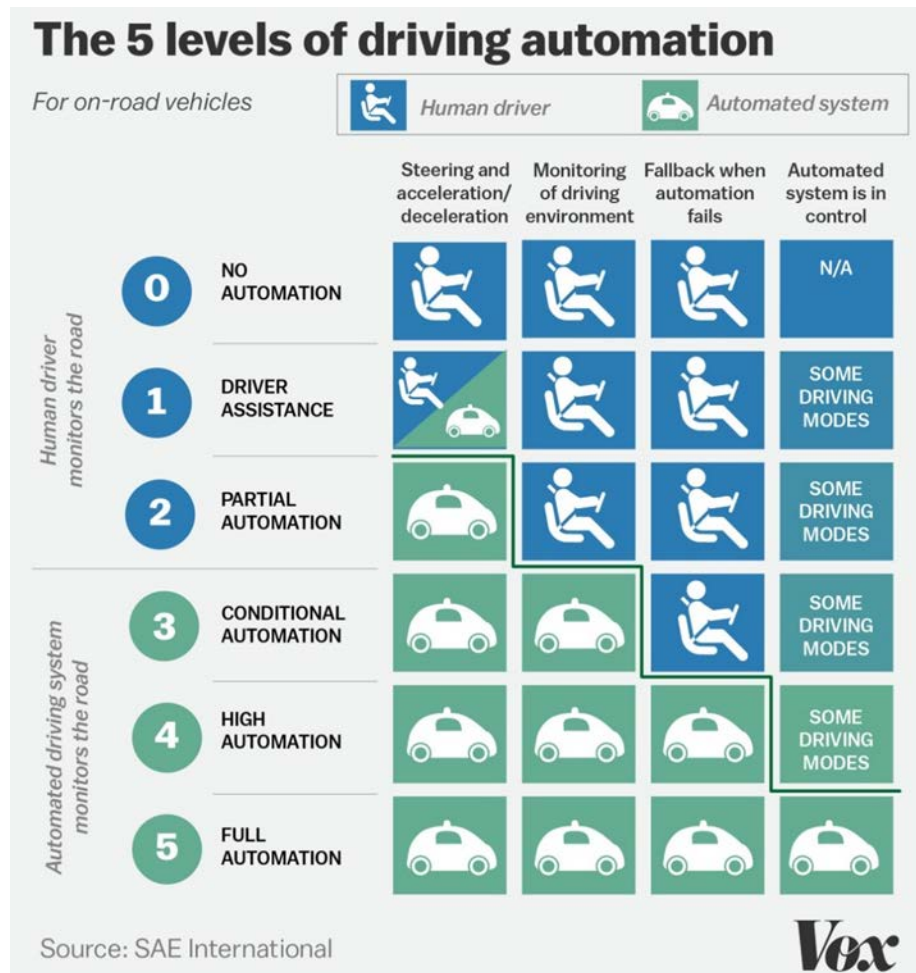 The 5 levels of driving automation
For on-road vehicles
Human driver
Automated system
Steering and
acceleration/
deceleration
Monitoring
of driving
environment
Fallback when
automation
fails
Automated
system is in
control
Human driver
monitors the road
0
NO
AUTOMATION
N/A
1
DRIVER
ASSISTANCE
SOME
DRIVING
MODES
2
PARTIAL
AUTOMATION
SOME
DRIVING
MODES
Automated driving system
monitors the road
3
CONDITIONAL
AUTOMATION
SOME
DRIVING
MODES
4
HIGH
AUTOMATION
SOME
DRIVING
MODES
5
FULL
AUTOMATION
Source: SAE International
Vox